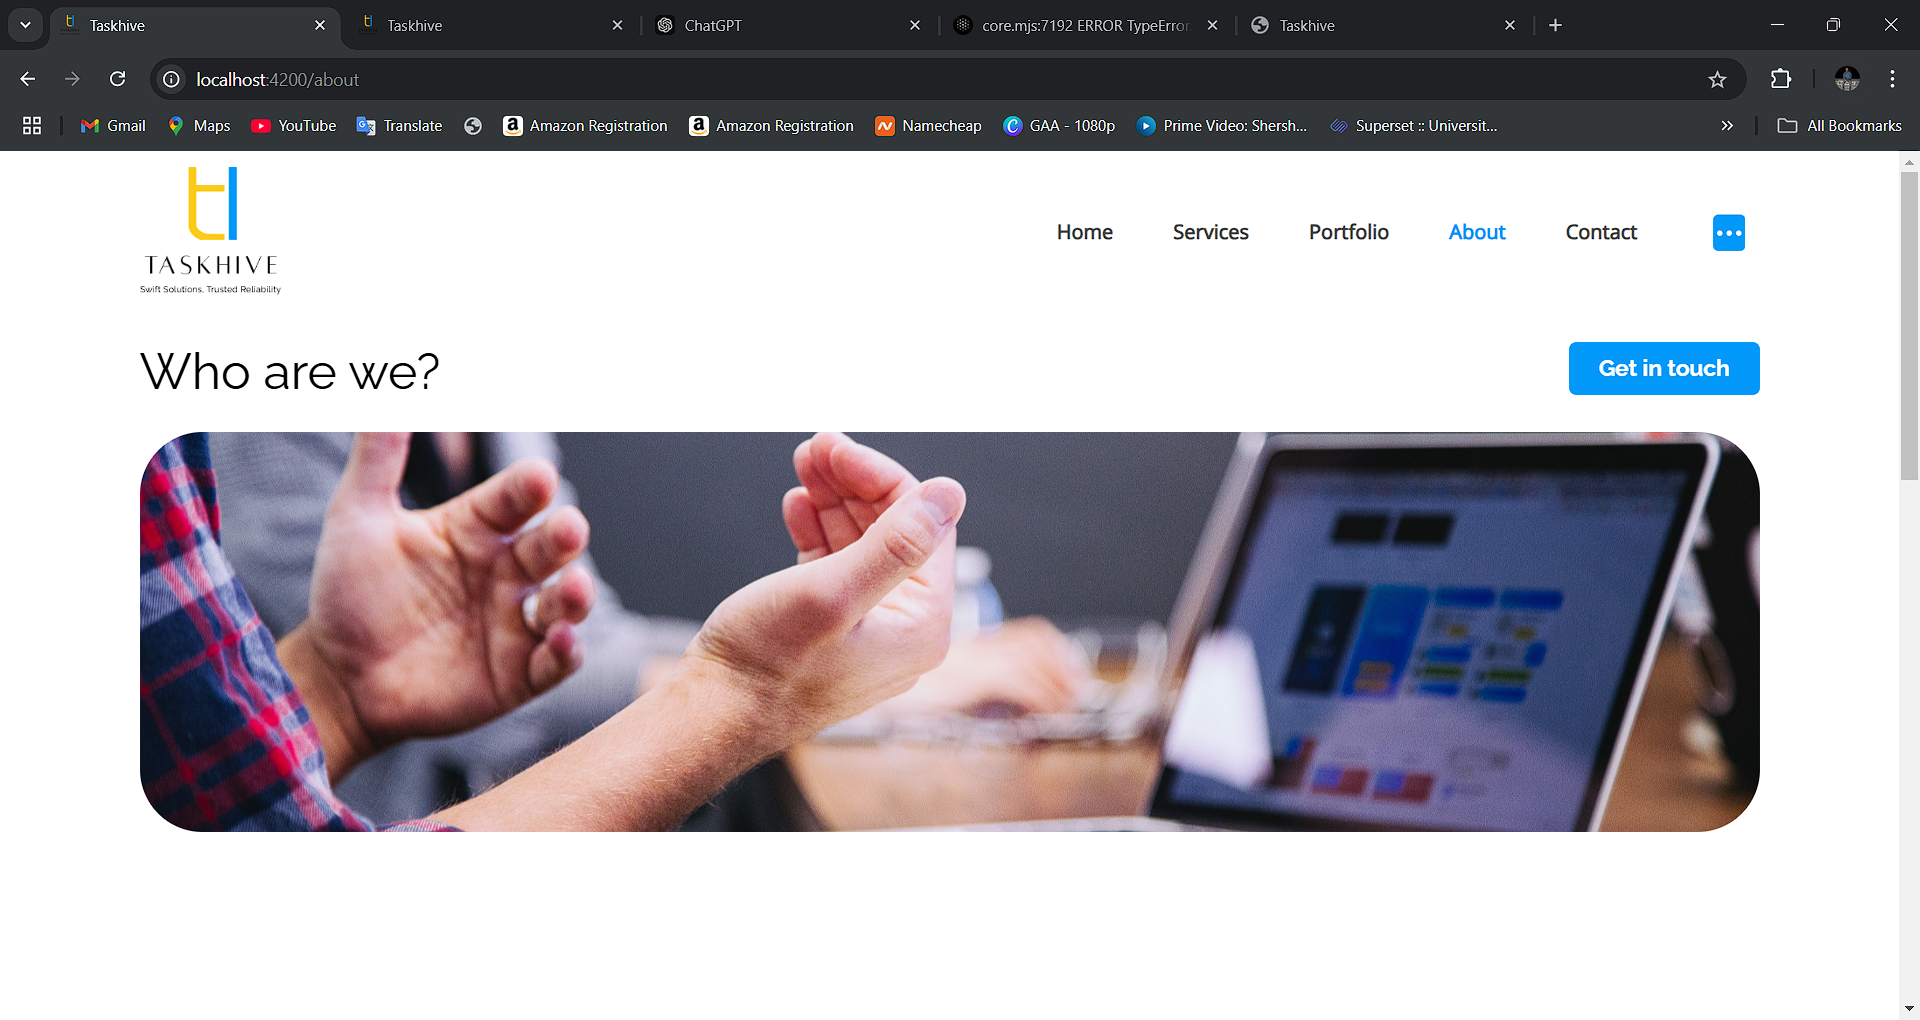 Taskhive
Taskhive
ChatGPT
core.mjs:7192 ERROR TypeError
Taskhive
localhost:4200/about
Gmail
Maps
YouTube
Translate
Amazon Registration
Amazon Registration
Namecheap
GAA - 1080p
Prime Video: Shersh...
Superset :: Universit...
All Bookmarks
TASKHIVE
Swift Solutions, Trusted Reliability
Home
Services
Portfolio
About
Contact
Who are we?
Get in touch